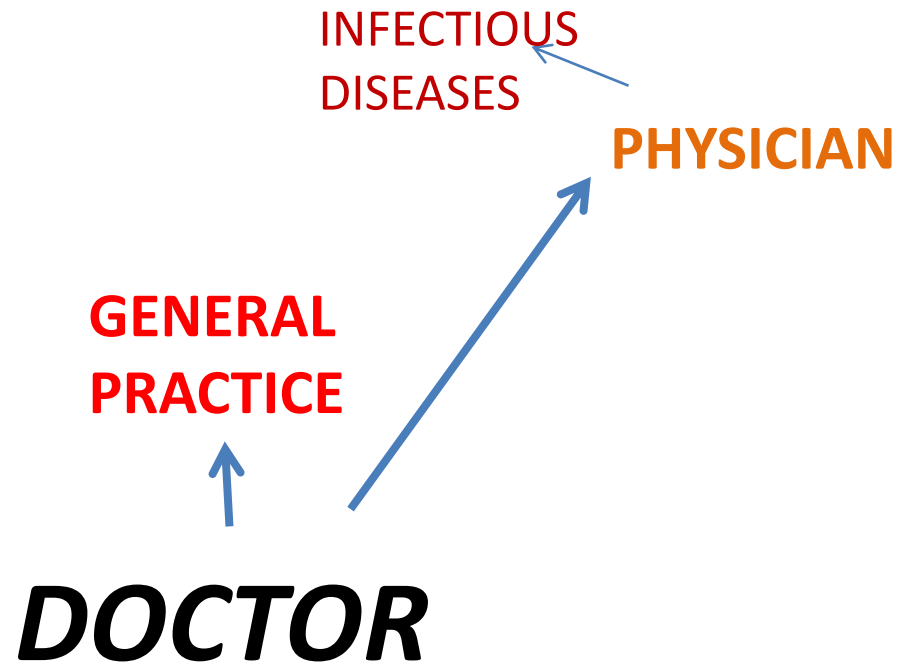 INFECTIOUS
DISEASES
PHYSICIAN
GENERAL
PRACTICE
DOCTOR